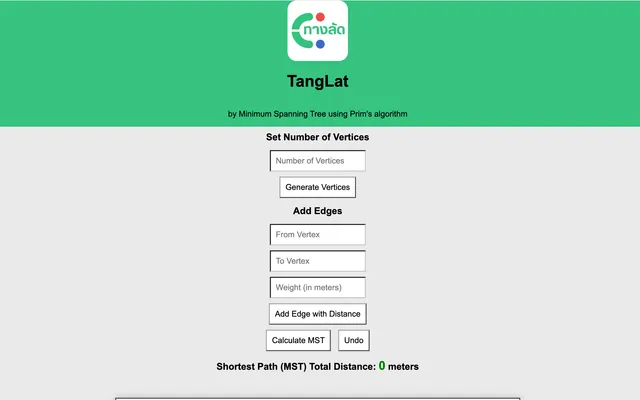 ทางลัด
TangLat
by Minimum Spanning Tree using Prim's algorithm
Set Number of Vertices
Number of Vertices
Generate Vertices
Add Edges
From Vertex
To Vertex
Weight (in meters)
Add Edge with Distance
Calculate MST Undo
Shortest Path (MST) Total Distance: 0 meters